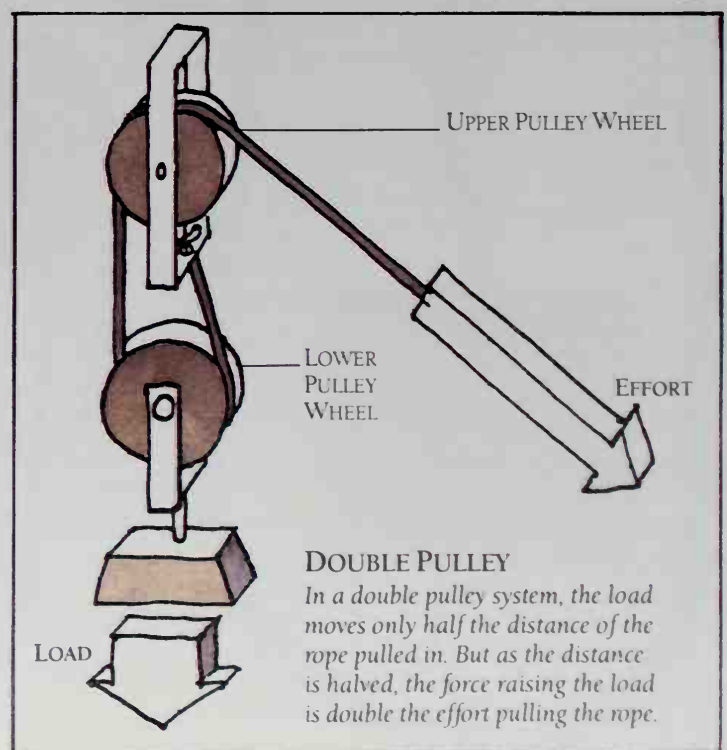 UPPER PULLEY WHEEL
LOWER
PULLEY
WHEEL
EFFORT
LOAD
DOUBLE PULLEY
In a double pulley system, the load
moves only half the distance of the
rope pulled in. But as the distance
is halved, the force raising the load
is double the effort pulling the rope.